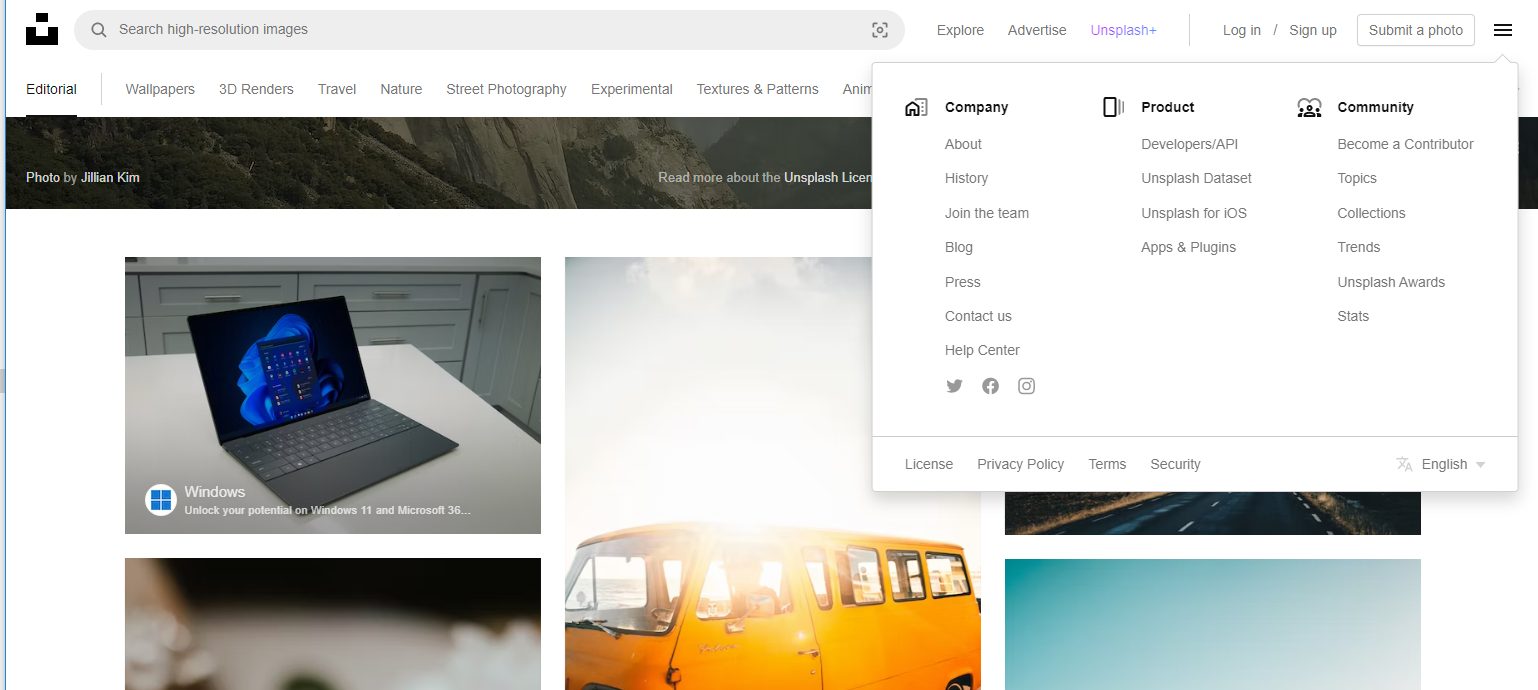 Search high-resolution images
Explore
Advertise
Unsplash+
Log in / Sign up
Submit a photo
Editorial
Wallpapers
3D Renders
Travel
Nature
Street Photography
Experimental
Textures & Patterns
Anim
Photo by Jillian Kim
Read more about the Unsplash Licen
Company
About
History
Join the team
Blog
Press
Contact us
Help Center
Product
Developers/API
Unsplash Dataset
Unsplash for iOS
Apps & Plugins
Community
Become a Contributor
Topics
Collections
Trends
Unsplash Awards
Stats
License
Privacy Policy
Terms
Security
English
Windows
Unlock your potential on Windows 11 and Microsoft 36...